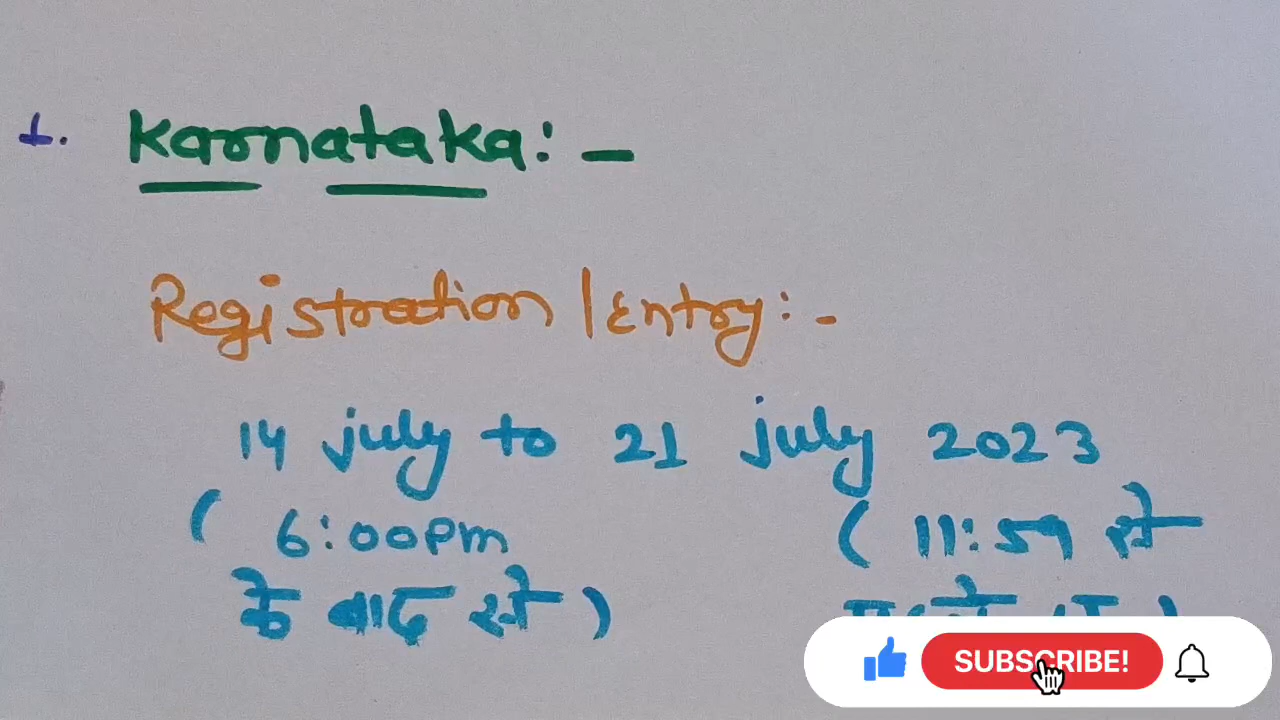 1. Karnataka: -
Registration / Entry: -
14 july to 21 july 2023
( 6:00pm ( 11:59 से
के बाद से )
SUBSCRIBE!